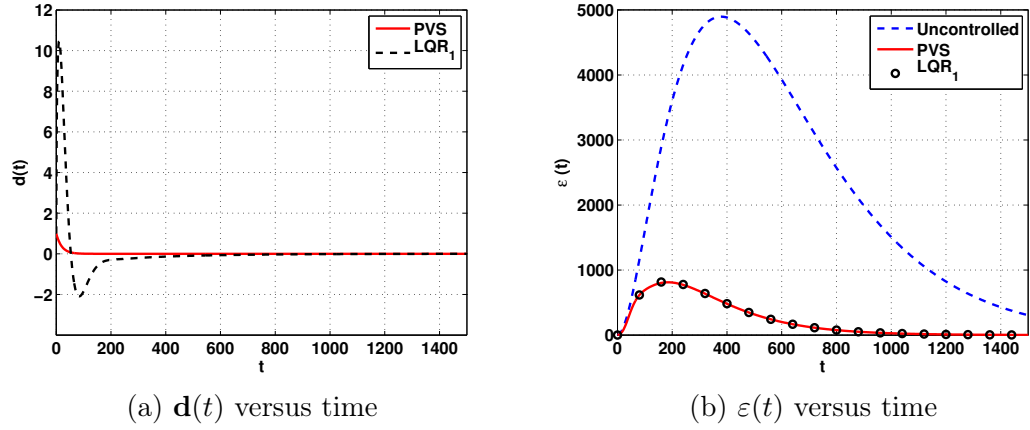 12
10
8
6
4
2
0
−2
d(t)
0 200 400 600 800 1000 1200 1400
t
PVS
LQR₁
(a) d(t) versus time
5000
4000
3000
2000
1000
0
ε (t)
0 200 400 600 800 1000 1200 1400
t
Uncontrolled
PVS
LQR₁
(b) ε(t) versus time